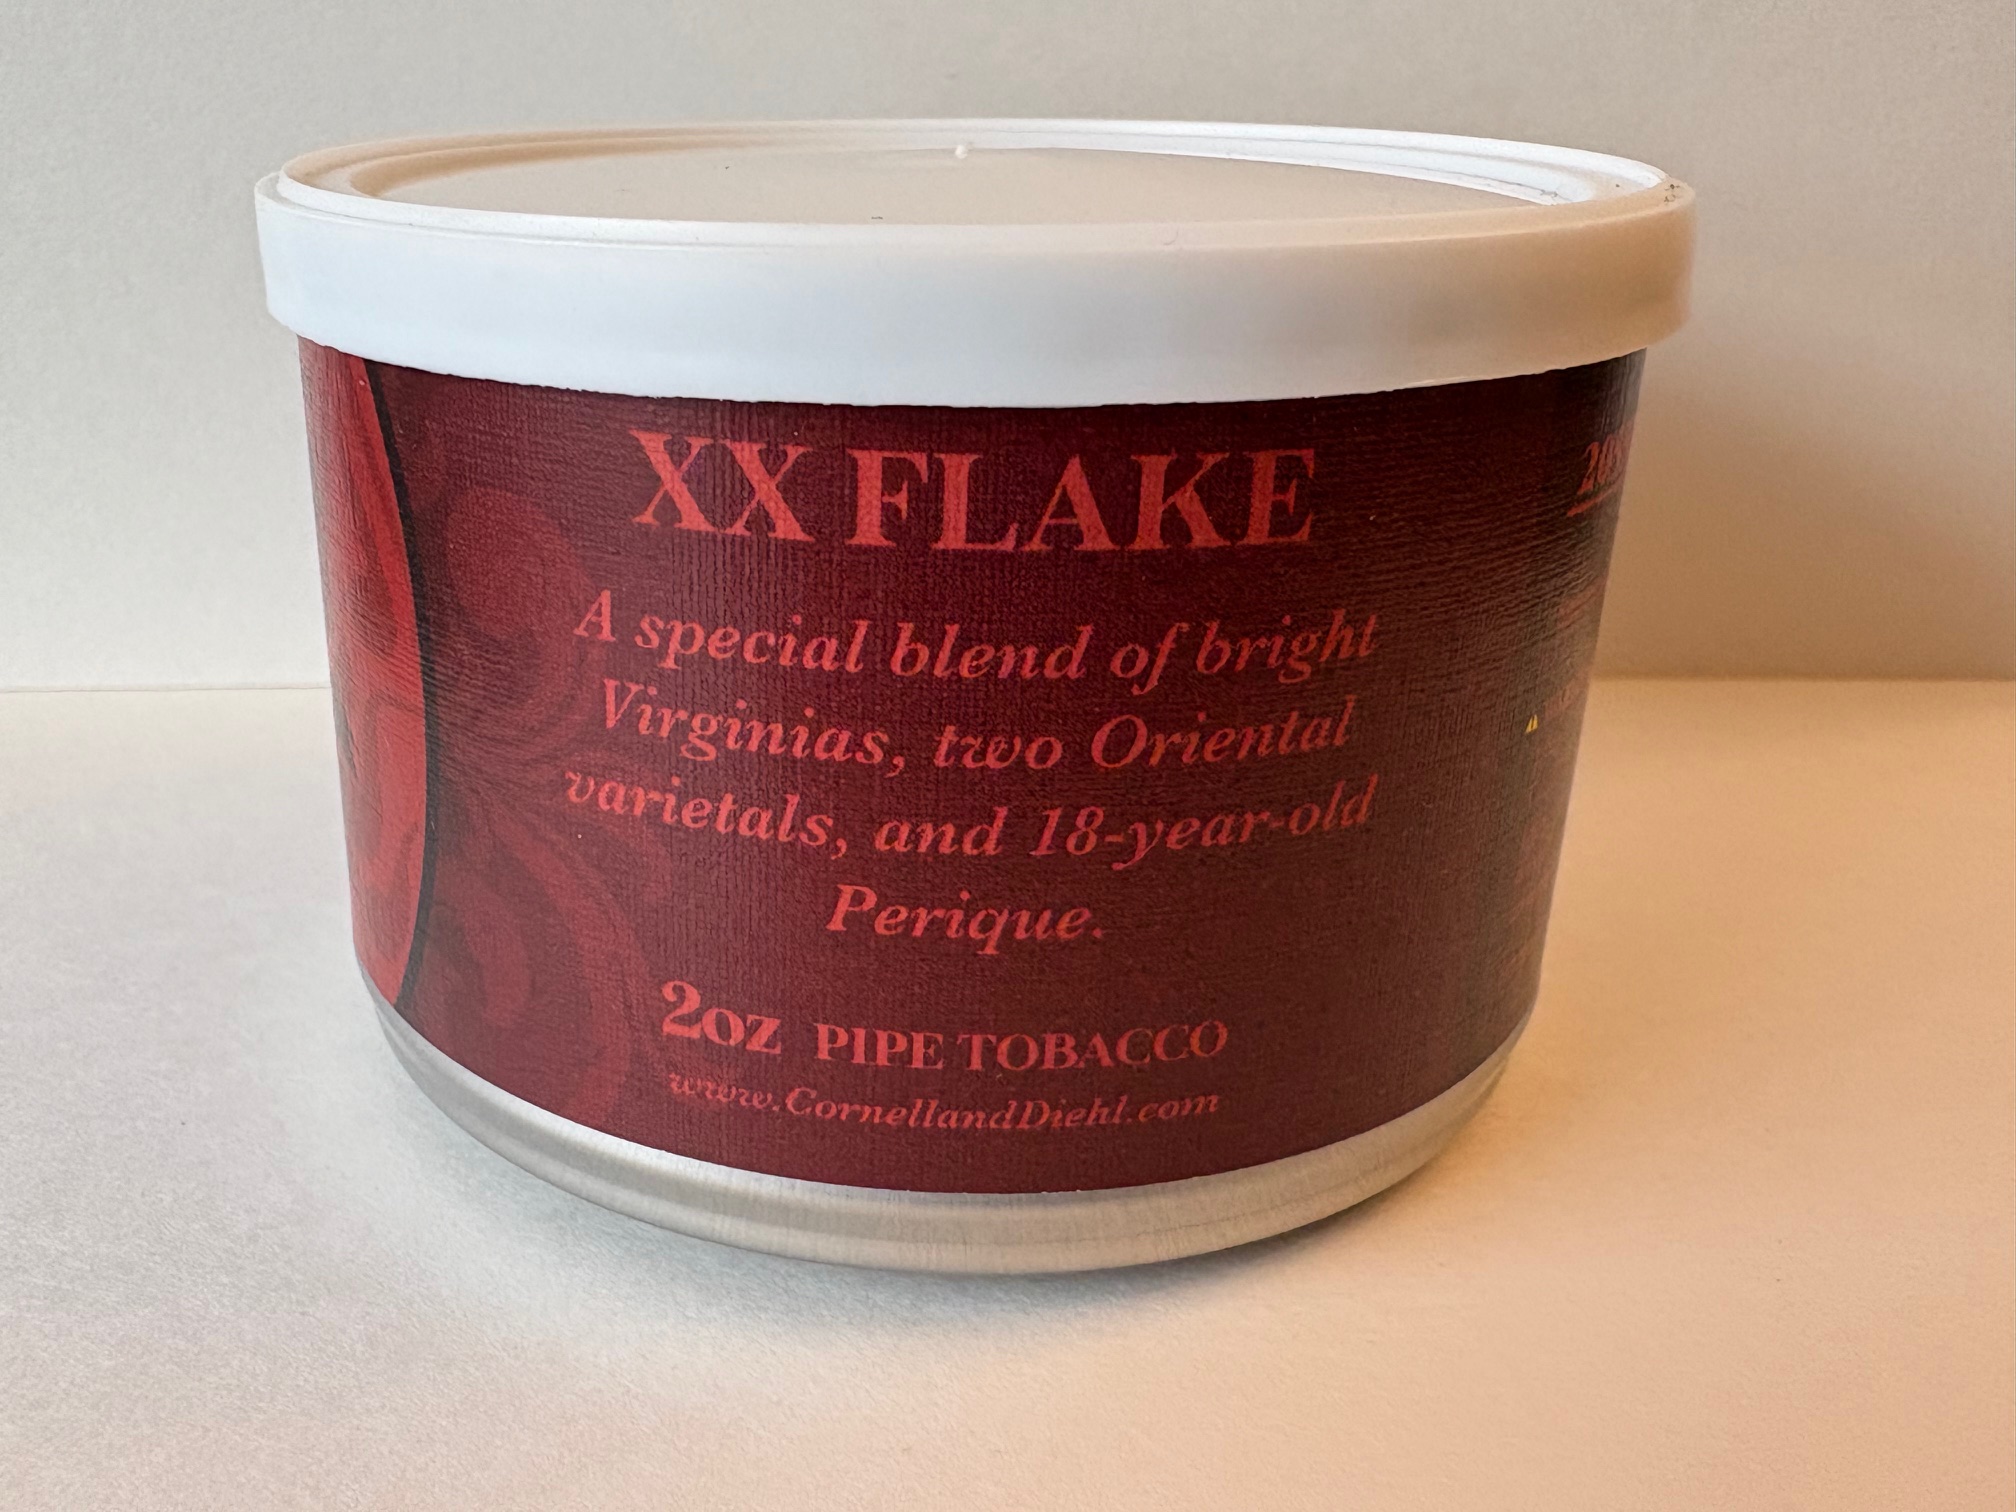 XX FLAKE
A special blend of bright
Virginias, two Oriental
varietals, and 18-year-old
Perique.
2oz PIPE TOBACCO
www.CornellandDiehl.com